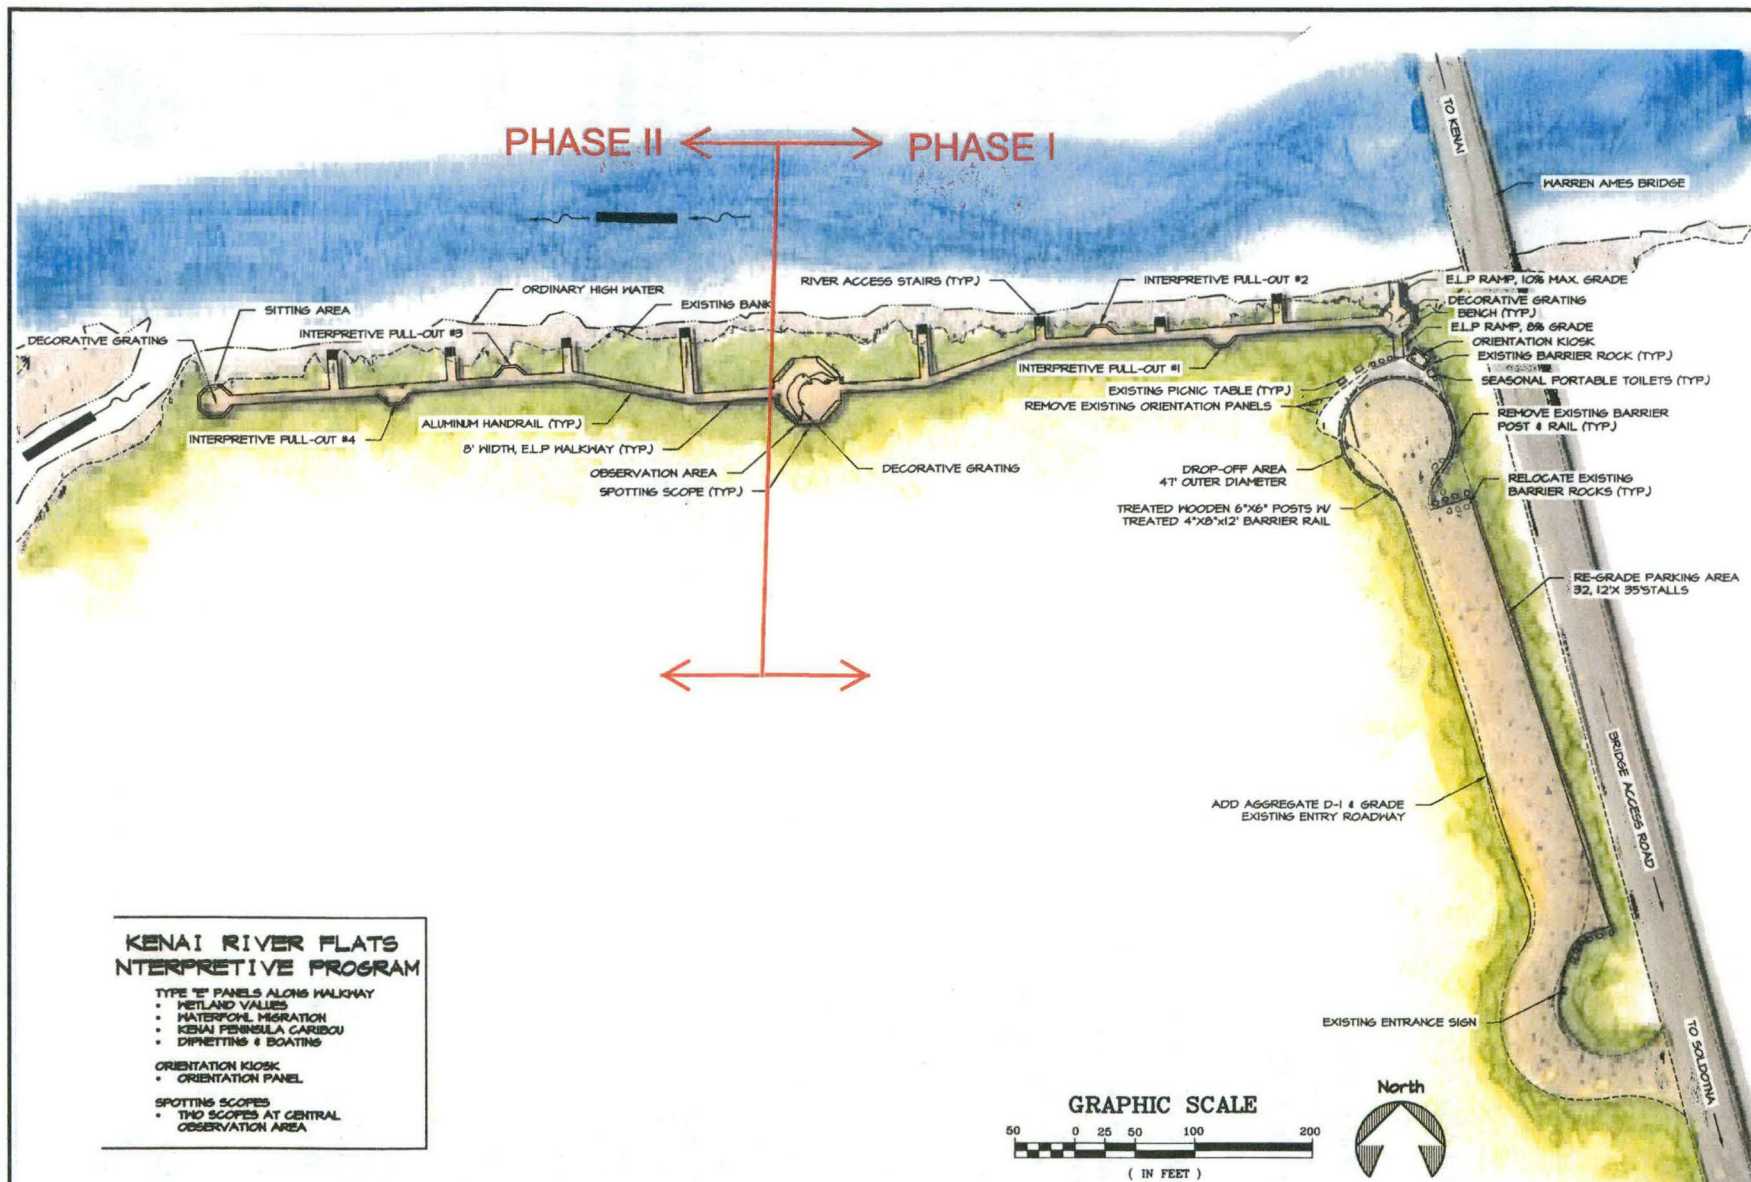 PHASE II
PHASE I
TO KENAI
WARREN AMES BRIDGE
RIVER ACCESS STAIRS (TYP.)
INTERPRETIVE PULL-OUT #2
E.L.P RAMP, 10% MAX. GRADE
DECORATIVE GRATING
BENCH (TYP.)
E.L.P RAMP, 8% GRADE
ORIENTATION KIOSK
EXISTING BARRIER ROCK (TYP.)
SEASONAL PORTABLE TOILETS (TYP.)
ORDINARY HIGH WATER
SITTING AREA
EXISTING BANK
INTERPRETIVE PULL-OUT #3
DECORATIVE GRATING
INTERPRETIVE PULL-OUT #1
EXISTING PICNIC TABLE (TYP.)
REMOVE EXISTING ORIENTATION PANELS
REMOVE EXISTING BARRIER
POST & RAIL (TYP.)
INTERPRETIVE PULL-OUT #4
ALUMINUM HANDRAIL (TYP.)
8' WIDTH, E.L.P WALKWAY (TYP.)
OBSERVATION AREA
SPOTTING SCOPE (TYP.)
DECORATIVE GRATING
DROP-OFF AREA
47' OUTER DIAMETER
RELOCATE EXISTING
BARRIER ROCKS (TYP.)
TREATED WOODEN 6"X6" POSTS W/
TREATED 4"X8"x12' BARRIER RAIL
RE-GRADE PARKING AREA
32, 12'X 35'STALLS
BRIDGE ACCESS ROAD
ADD AGGREGATE D-1 & GRADE
EXISTING ENTRY ROADWAY
EXISTING ENTRANCE SIGN
TO SOLDOTNA
KENAI RIVER FLATS
NTERPRETIVE PROGRAM
TYPE "E" PANELS ALONG WALKWAY
• WETLAND VALUES
• WATERFOWL MIGRATION
• KENAI PENINSULA CARIBOU
• DIPNETTING & BOATING
ORIENTATION KIOSK
• ORIENTATION PANEL
SPOTTING SCOPES
• TWO SCOPES AT CENTRAL
OBSERVATION AREA
GRAPHIC SCALE
50 0 25 50 100 200
( IN FEET )
North